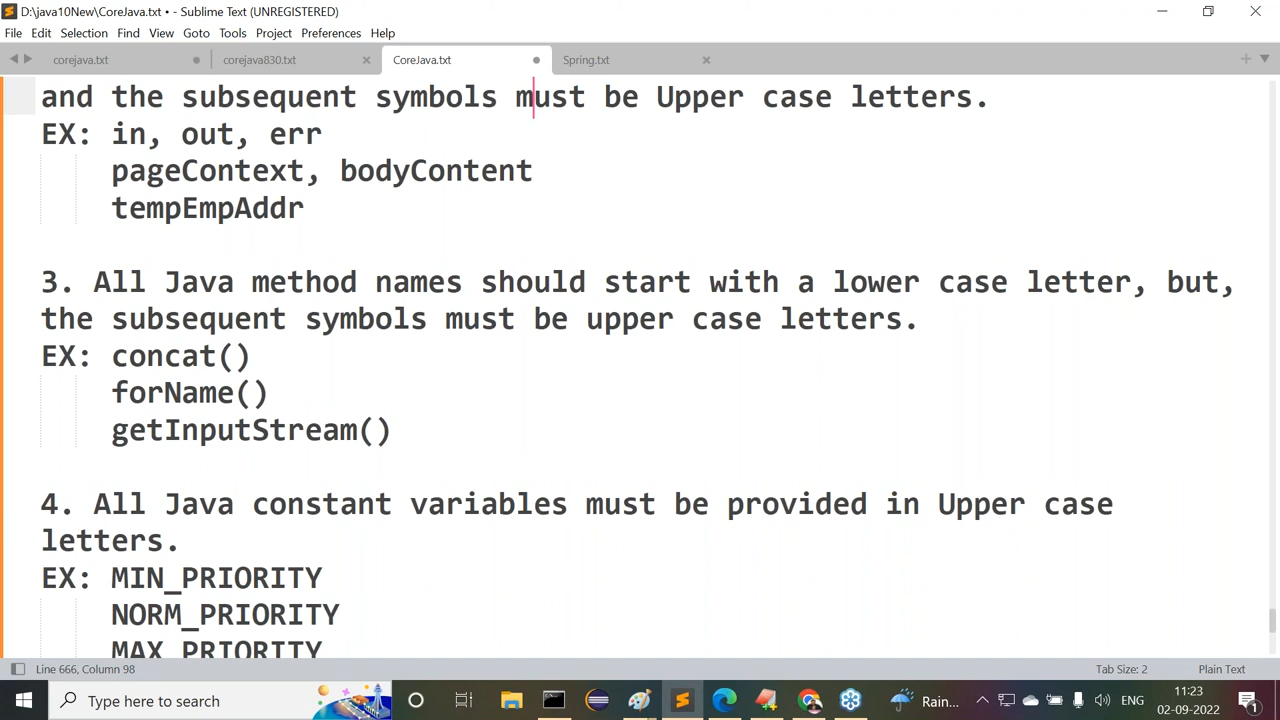 D:\java10New\CoreJava.txt • - Sublime Text (UNREGISTERED)
File Edit Selection Find View Goto Tools Project Preferences Help
corejava.txt corejava830.txt CoreJava.txt Spring.txt
and the subsequent symbols must be Upper case letters.
EX: in, out, err
pageContext, bodyContent
tempEmpAddr
3. All Java method names should start with a lower case letter, but,
the subsequent symbols must be upper case letters.
EX: concat()
forName()
getInputStream()
4. All Java constant variables must be provided in Upper case
letters.
EX: MIN_PRIORITY
NORM_PRIORITY
MAX_PRIORITY
Line 666, Column 98 Tab Size: 2 Plain Text
Type here to search Rain... ENG 11:23 02-09-2022 1